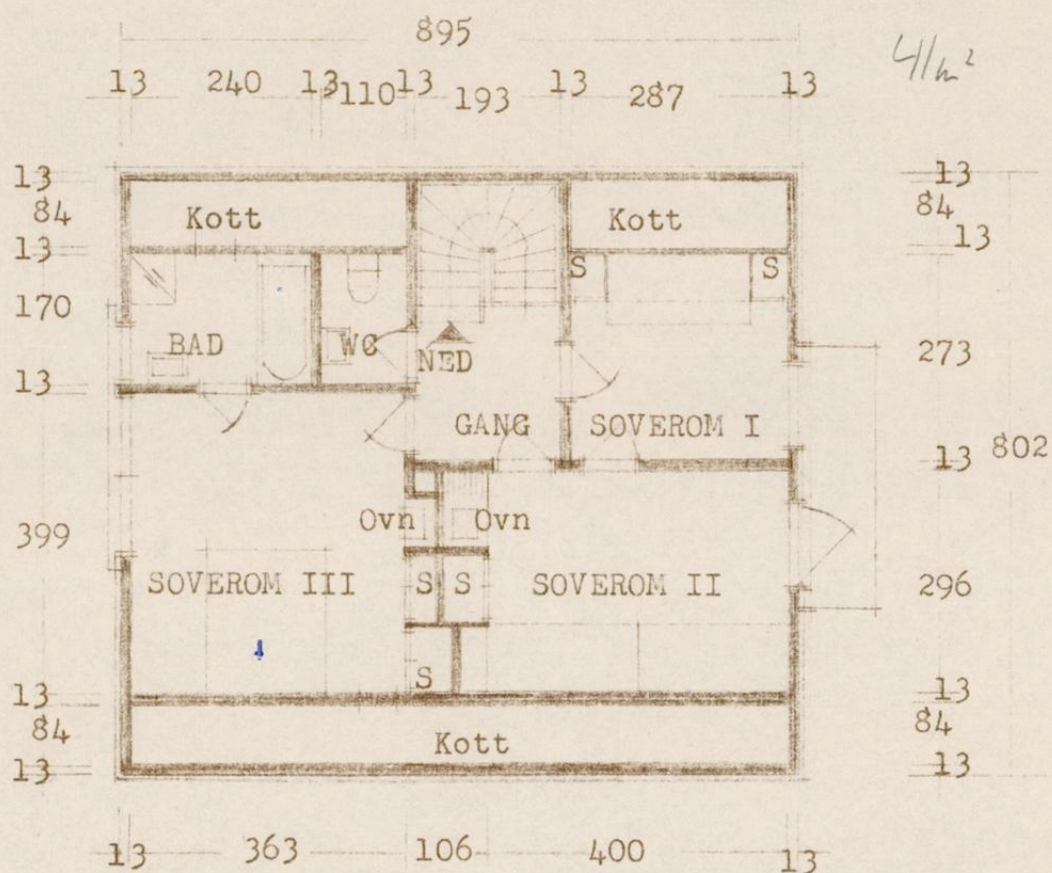 895
13 240 13 110 13 193 13 287 13
13 13
84 Kott Kott 84
13 13
S S
170
BAD WC NED 273
13
GANG SOVEROM I
13 802
399 Ovn Ovn
SOVEROM III S S SOVEROM II 296
S
13 13
84 Kott 84
13 13
13 363 106 400 13